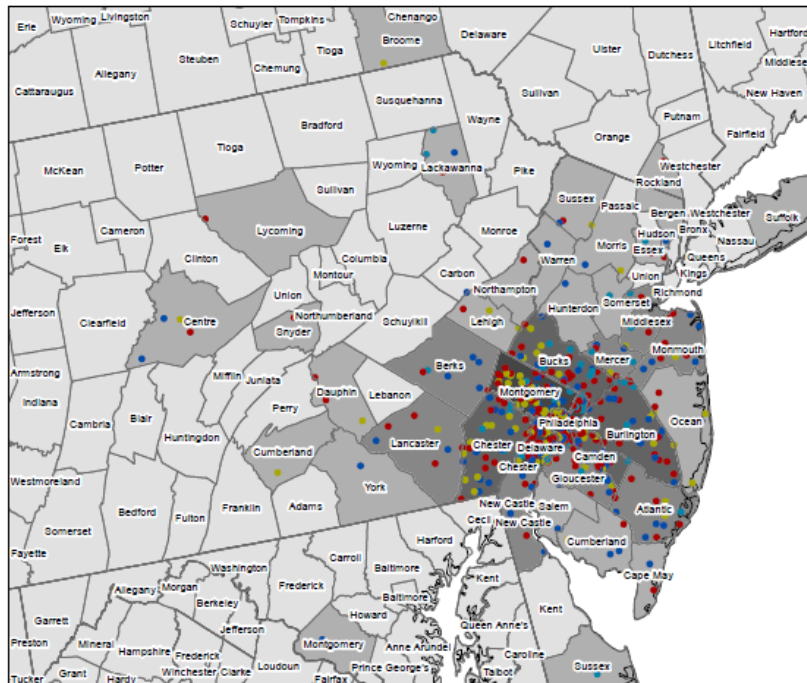 Erie
Wyoming
Livingston
Schuyler
Tompkins
Chenango
Delaware
Ulster
Dutchess
Litchfield
Hartford
Broome
Tioga
Steuben
Chemung
Allegany
Cattaraugus
Middlesex
Sullivan
New Haven
Susquehanna
Putnam
Wayne
Bradford
Orange
Fairfield
Tioga
McKean
Potter
Wyoming
Lackawanna
Pike
Westchester
Rockland
Sullivan
Sussex
Passaic
Cameron
Forest
Elk
Lycoming
Luzerne
Monroe
Bergen
Westchester
Suffolk
Clinton
Hudson
Bronx
Nassau
Morris
Essex
Warren
Queens
Columbia
Montour
Carbon
Union
Kings
Union
Northampton
Somerset
Richmond
Jefferson
Clearfield
Centre
Northumberland
Snyder
Schuylkill
Lehigh
Hunterdon
Middlesex
Monmouth
Mercer
Bucks
Berks
Armstrong
Mifflin
Juniata
Dauphin
Lebanon
Montgomery
Indiana
Blair
Perry
Cambria
Huntingdon
Philadelphia
Ocean
Burlington
Lancaster
Chester
Delaware
Cumberland
Camden
Chester
Gloucester
Westmoreland
York
Bedford
Franklin
Adams
Fulton
New Castle
Salem
Atlantic
Somerset
Cecil
New Castle
Fayette
Harford
Cumberland
Carroll
Baltimore
Washington
Cape May
Frederick
Allegany
Morgan
Kent
Kent
Berkeley
Baltimore
Howard
Garrett
Jefferson
Queen Anne's
Mineral
Hampshire
Montgomery
Anne Arundel
Preston
Frederick
Caroline
Prince George's
Sussex
Tucker
Grant
Hardy
Winchester
Clarke
Loudoun
Fairfax
Talbot